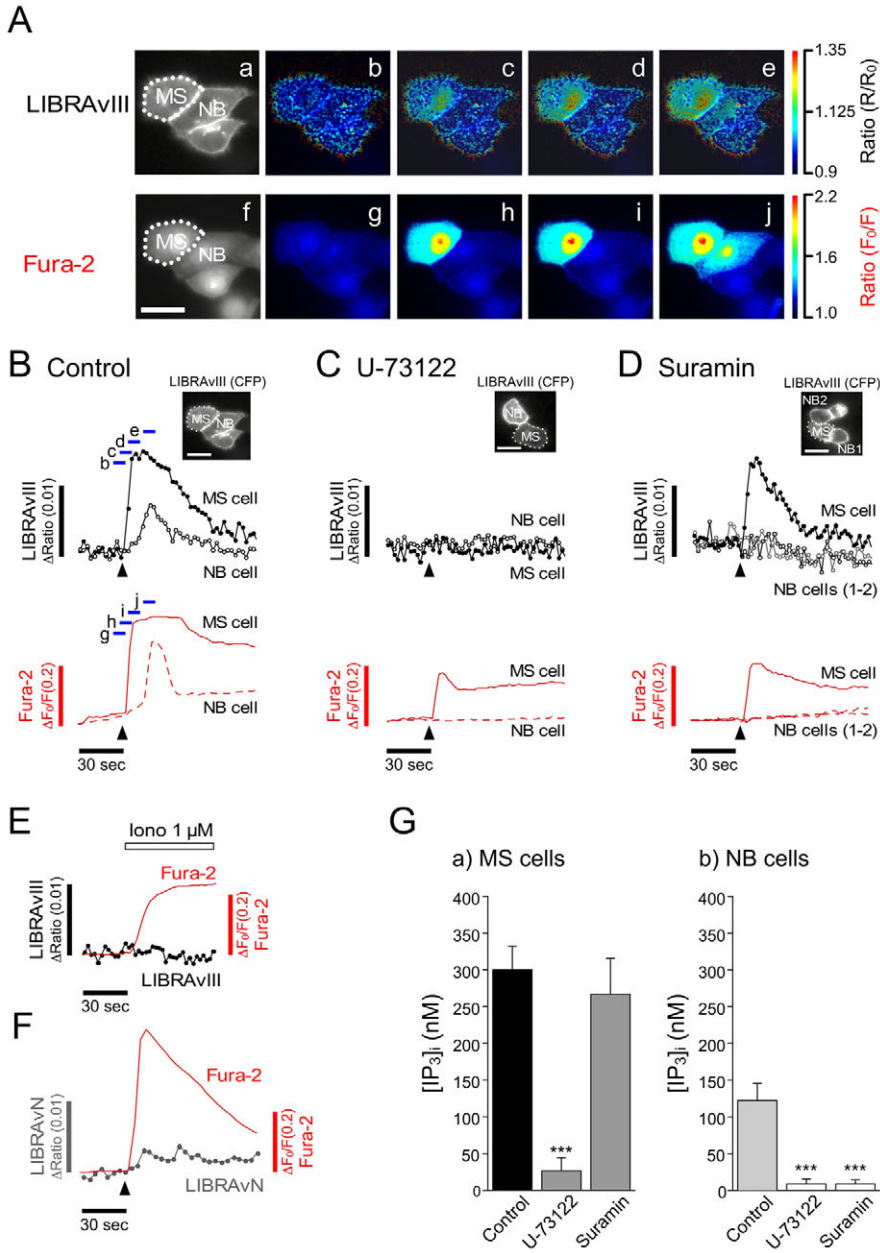 A
LIBRAvIII
a
MS
NB
b
c
d
e
1.35
1.125
0.9
Ratio (R/R₀)
Fura-2
f
MS
NB
g
h
i
j
2.2
1.6
1.0
Ratio (F₀/F)
B Control
LIBRAvIII (CFP)
MS
NB
e
d
c
b
LIBRAvIII
ΔRatio (0.01)
MS cell
NB cell
j
i
h
g
Fura-2
ΔF₀/F(0.2)
MS cell
NB cell
30 sec
C U-73122
LIBRAvIII (CFP)
NB
MS
LIBRAvIII
ΔRatio (0.01)
NB cell
MS cell
Fura-2
ΔF₀/F(0.2)
MS cell
NB cell
30 sec
D Suramin
LIBRAvIII (CFP)
NB2
MS
NB1
LIBRAvIII
ΔRatio (0.01)
MS cell
NB cells (1-2)
Fura-2
ΔF₀/F(0.2)
MS cell
NB cells (1-2)
30 sec
E
Iono 1 µM
LIBRAvIII
ΔRatio (0.01)
Fura-2
ΔF₀/F(0.2)
Fura-2
LIBRAvIII
30 sec
F
LIBRAvN
ΔRatio (0.01)
Fura-2
ΔF₀/F(0.2)
Fura-2
LIBRAvN
30 sec
G
a) MS cells
[IP₃]i (nM)
400
350
300
250
200
150
100
50
0
***
Control
U-73122
Suramin
b) NB cells
[IP₃]i (nM)
400
350
300
250
200
150
100
50
0
***
***
Control
U-73122
Suramin